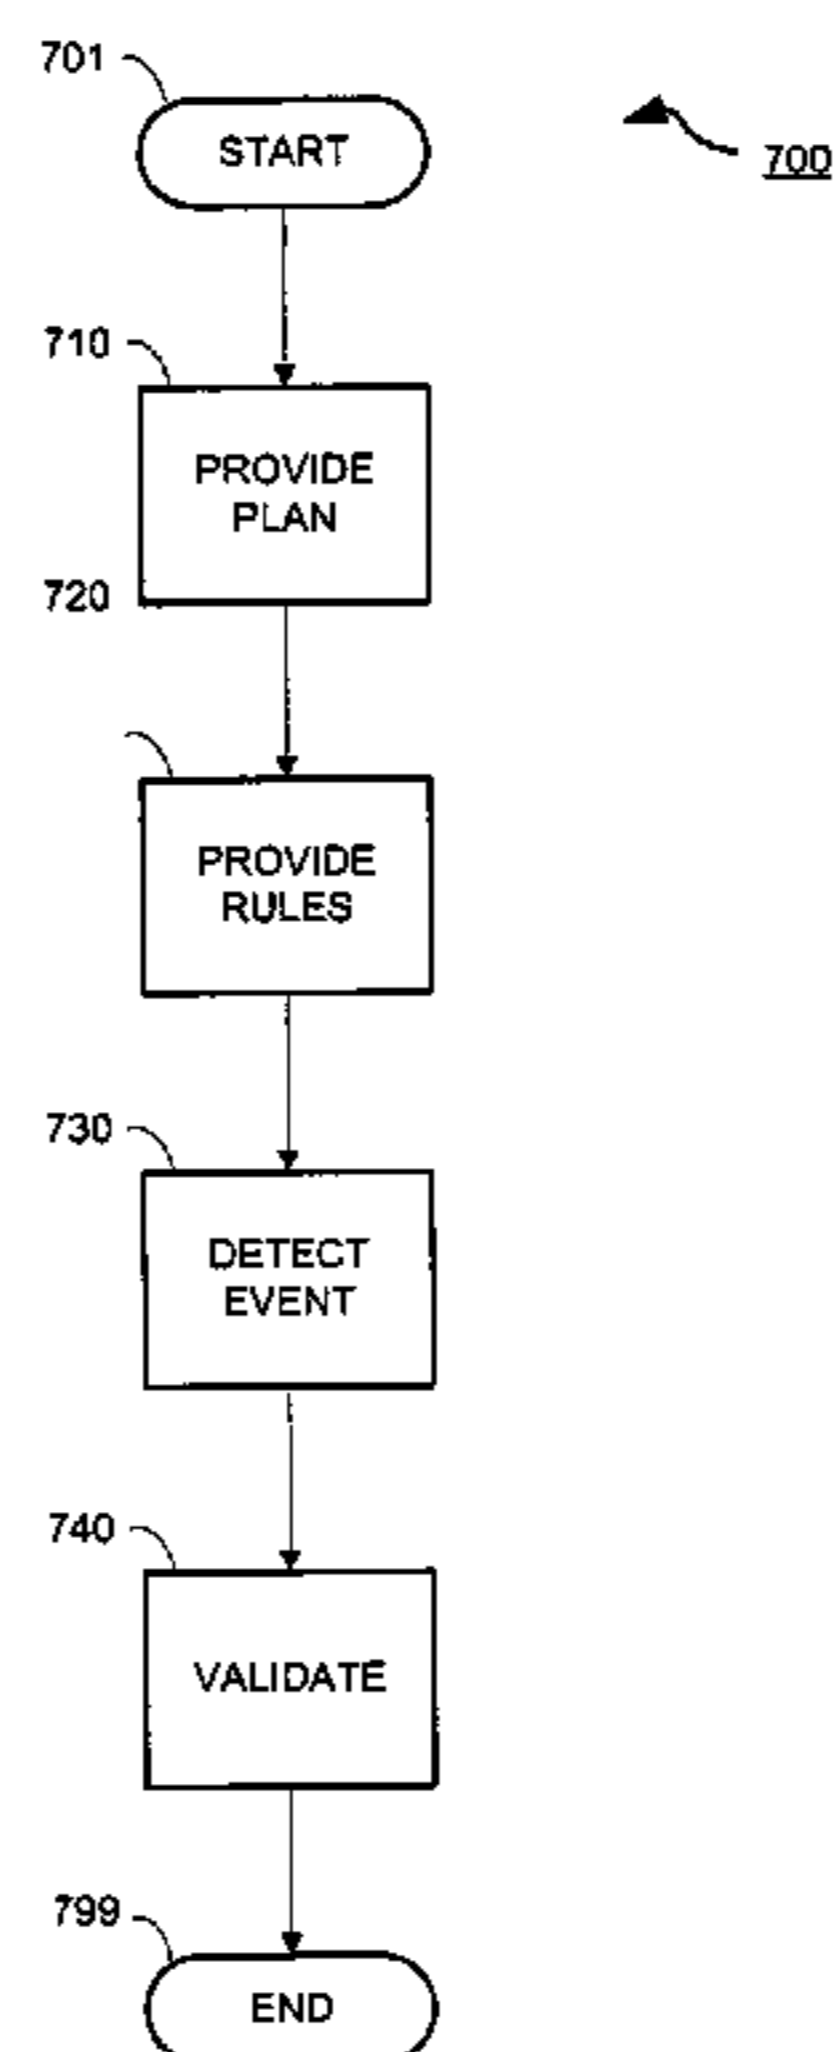 701
START
700
710
PROVIDE
PLAN
720
PROVIDE
RULES
730
DETECT
EVENT
740
VALIDATE
799
END